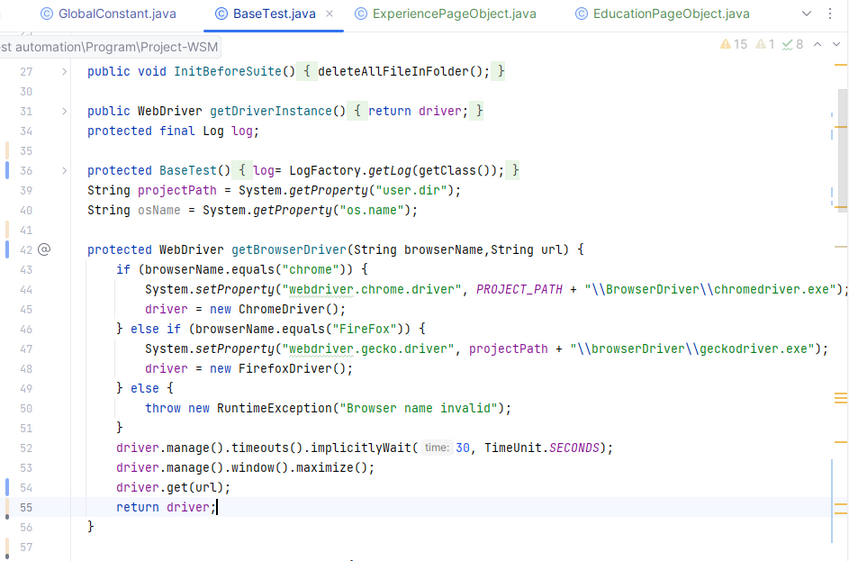 GlobalConstant.java BaseTest.java × ExperiencePageObject.java EducationPageObject.java
est automation\Program\Project-WSM
15 1 8
27 public void InitBeforeSuite() { deleteAllFileInFolder(); }
30
31 public WebDriver getDriverInstance() { return driver; }
34 protected final Log log;
35
36 protected BaseTest() { log= LogFactory.getLog(getClass()); }
39 String projectPath = System.getProperty("user.dir");
40 String osName = System.getProperty("os.name");
41
42 @ protected WebDriver getBrowserDriver(String browserName,String url) {
43 if (browserName.equals("chrome")) {
44 System.setProperty("webdriver.chrome.driver", PROJECT_PATH + "\\BrowserDriver\\chromedriver.exe");
45 driver = new ChromeDriver();
46 } else if (browserName.equals("FireFox")) {
47 System.setProperty("webdriver.gecko.driver", projectPath + "\\browserDriver\\geckodriver.exe");
48 driver = new FirefoxDriver();
49 } else {
50 throw new RuntimeException("Browser name invalid");
51 }
52 driver.manage().timeouts().implicitlyWait( time: 30, TimeUnit.SECONDS);
53 driver.manage().window().maximize();
54 driver.get(url);
55 return driver;
56 }
57